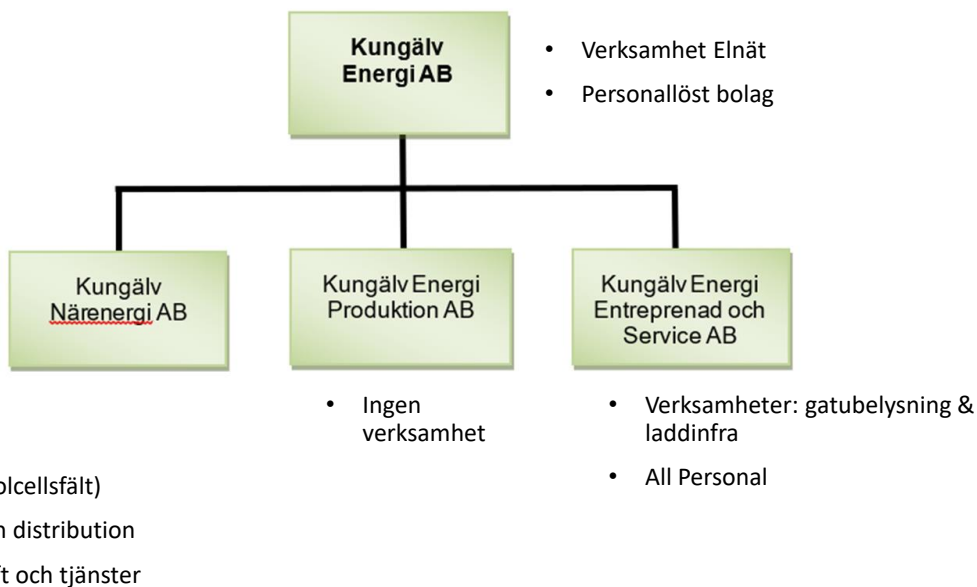 Kungälv
Energi AB
• Verksamhet Elnät
• Personallöst bolag
Kungälv
Närenergi AB
Kungälv Energi
Produktion AB
Kungälv Energi
Entreprenad och
Service AB
• Ingen
verksamhet
• Verksamheter: gatubelysning &
laddinfra
• All Personal
distribution
och tjänster